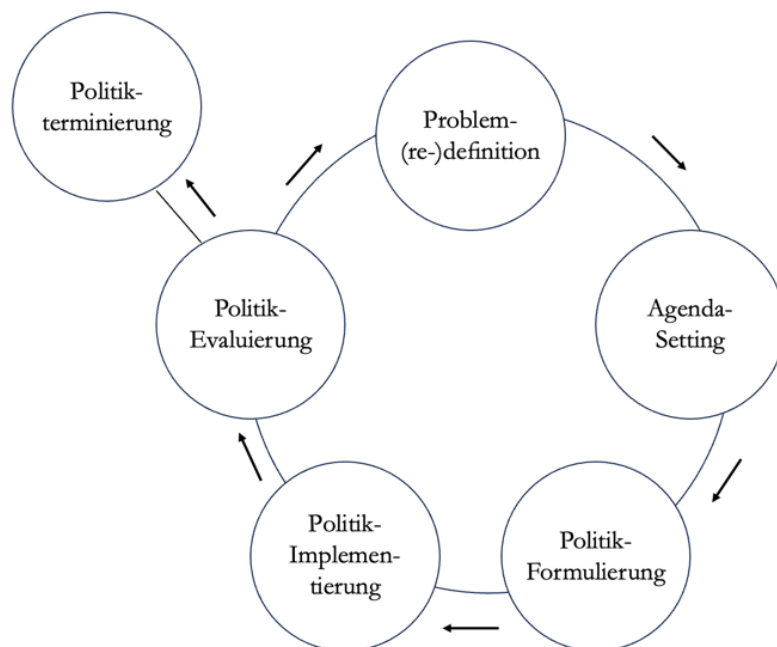 Politik-
terminierung
Problem-
(re-)definition
Agenda-
Setting
Politik-
Formulierung
Politik-
Implemen-
tierung
Politik-
Evaluierung